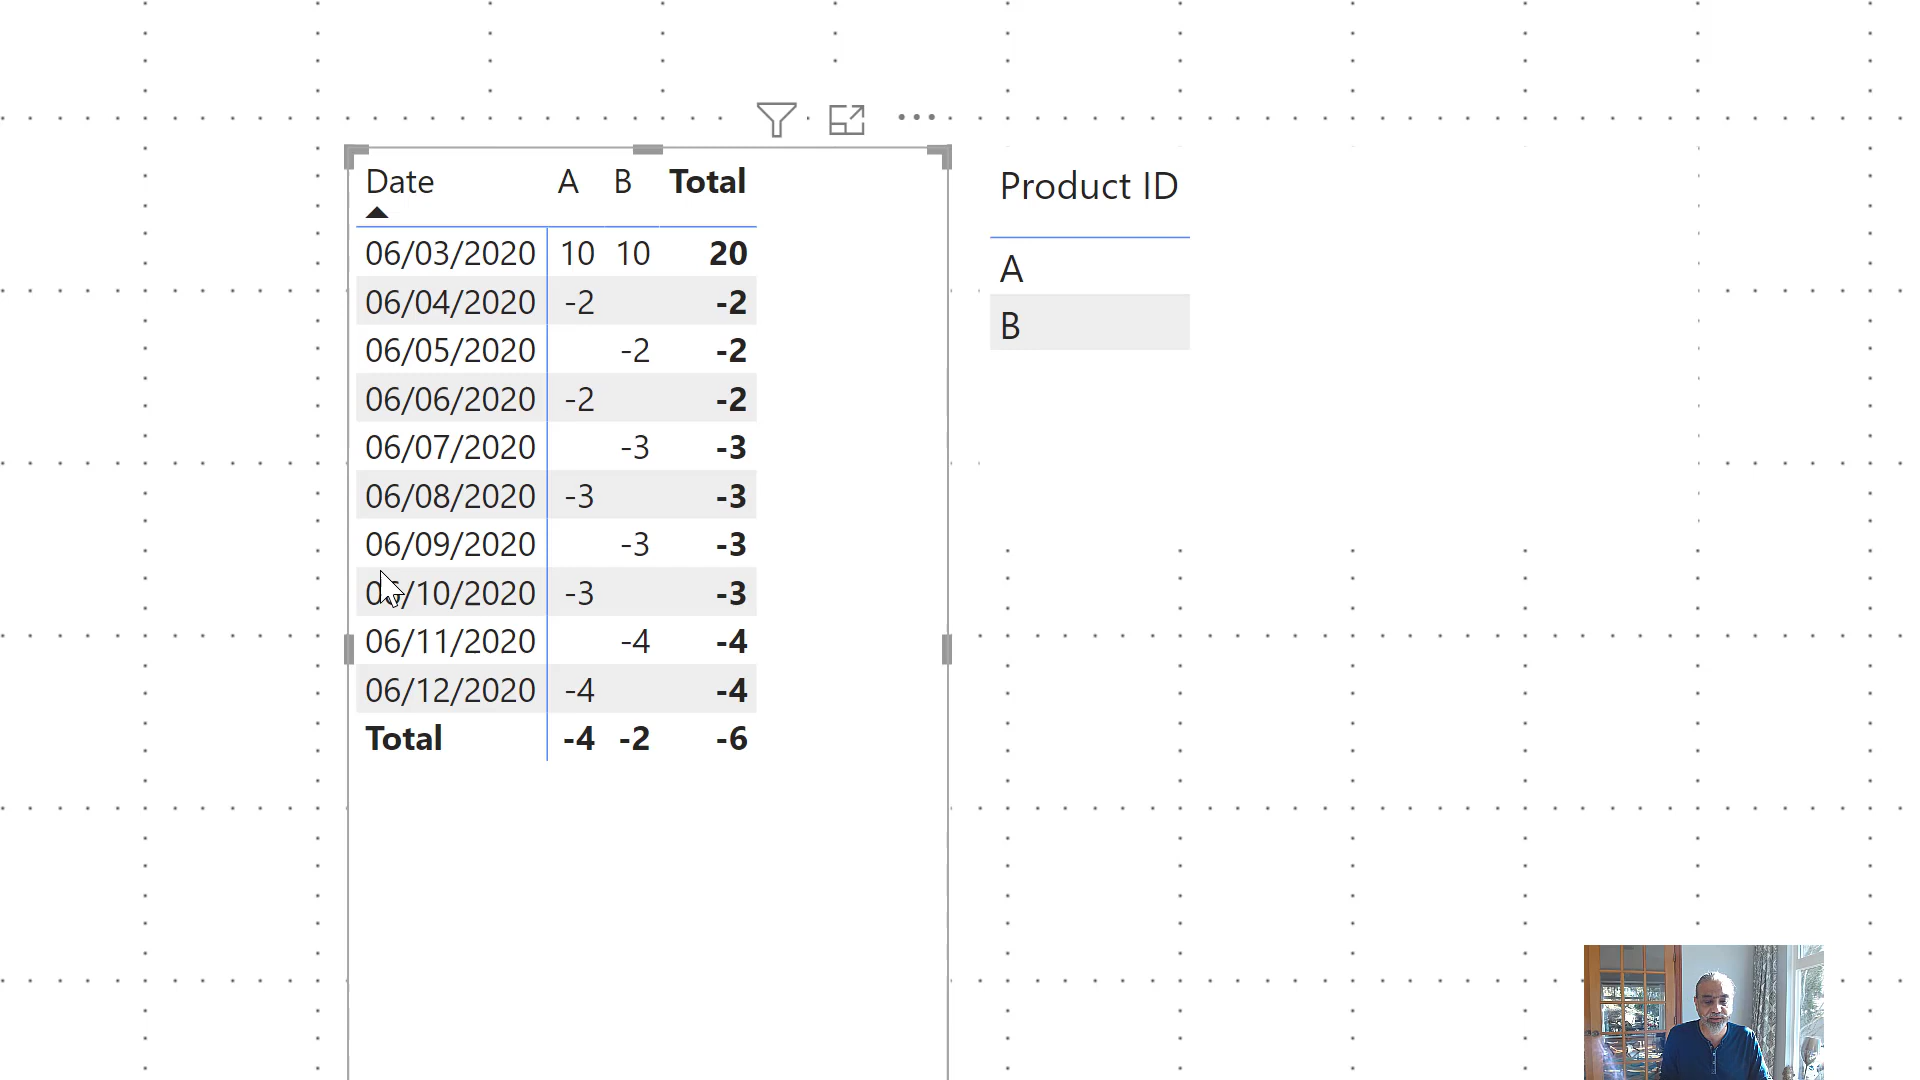 Date A B Total
06/03/2020 10 10 20
06/04/2020 -2 -2
06/05/2020 -2 -2
06/06/2020 -2 -2
06/07/2020 -3 -3
06/08/2020 -3 -3
06/09/2020 -3 -3
06/10/2020 -3 -3
06/11/2020 -4 -4
06/12/2020 -4 -4
Total -4 -2 -6
Product ID
A
B